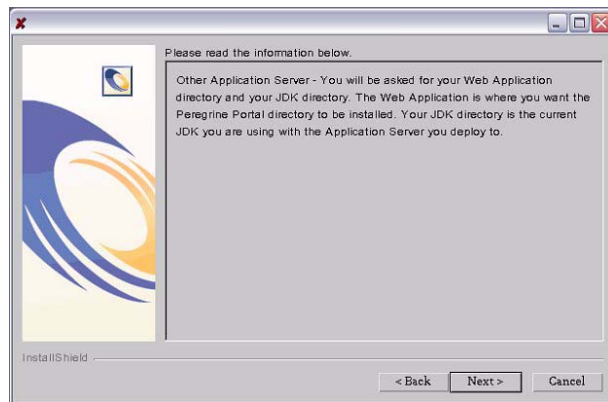 Please read the information below.
Other Application Server - You will be asked for your Web Application
directory and your JDK directory. The Web Application is where you want the
Peregrine Portal directory to be installed. Your JDK directory is the current
JDK you are using with the Application Server you deploy to.
InstallShield
< Back
Next >
Cancel